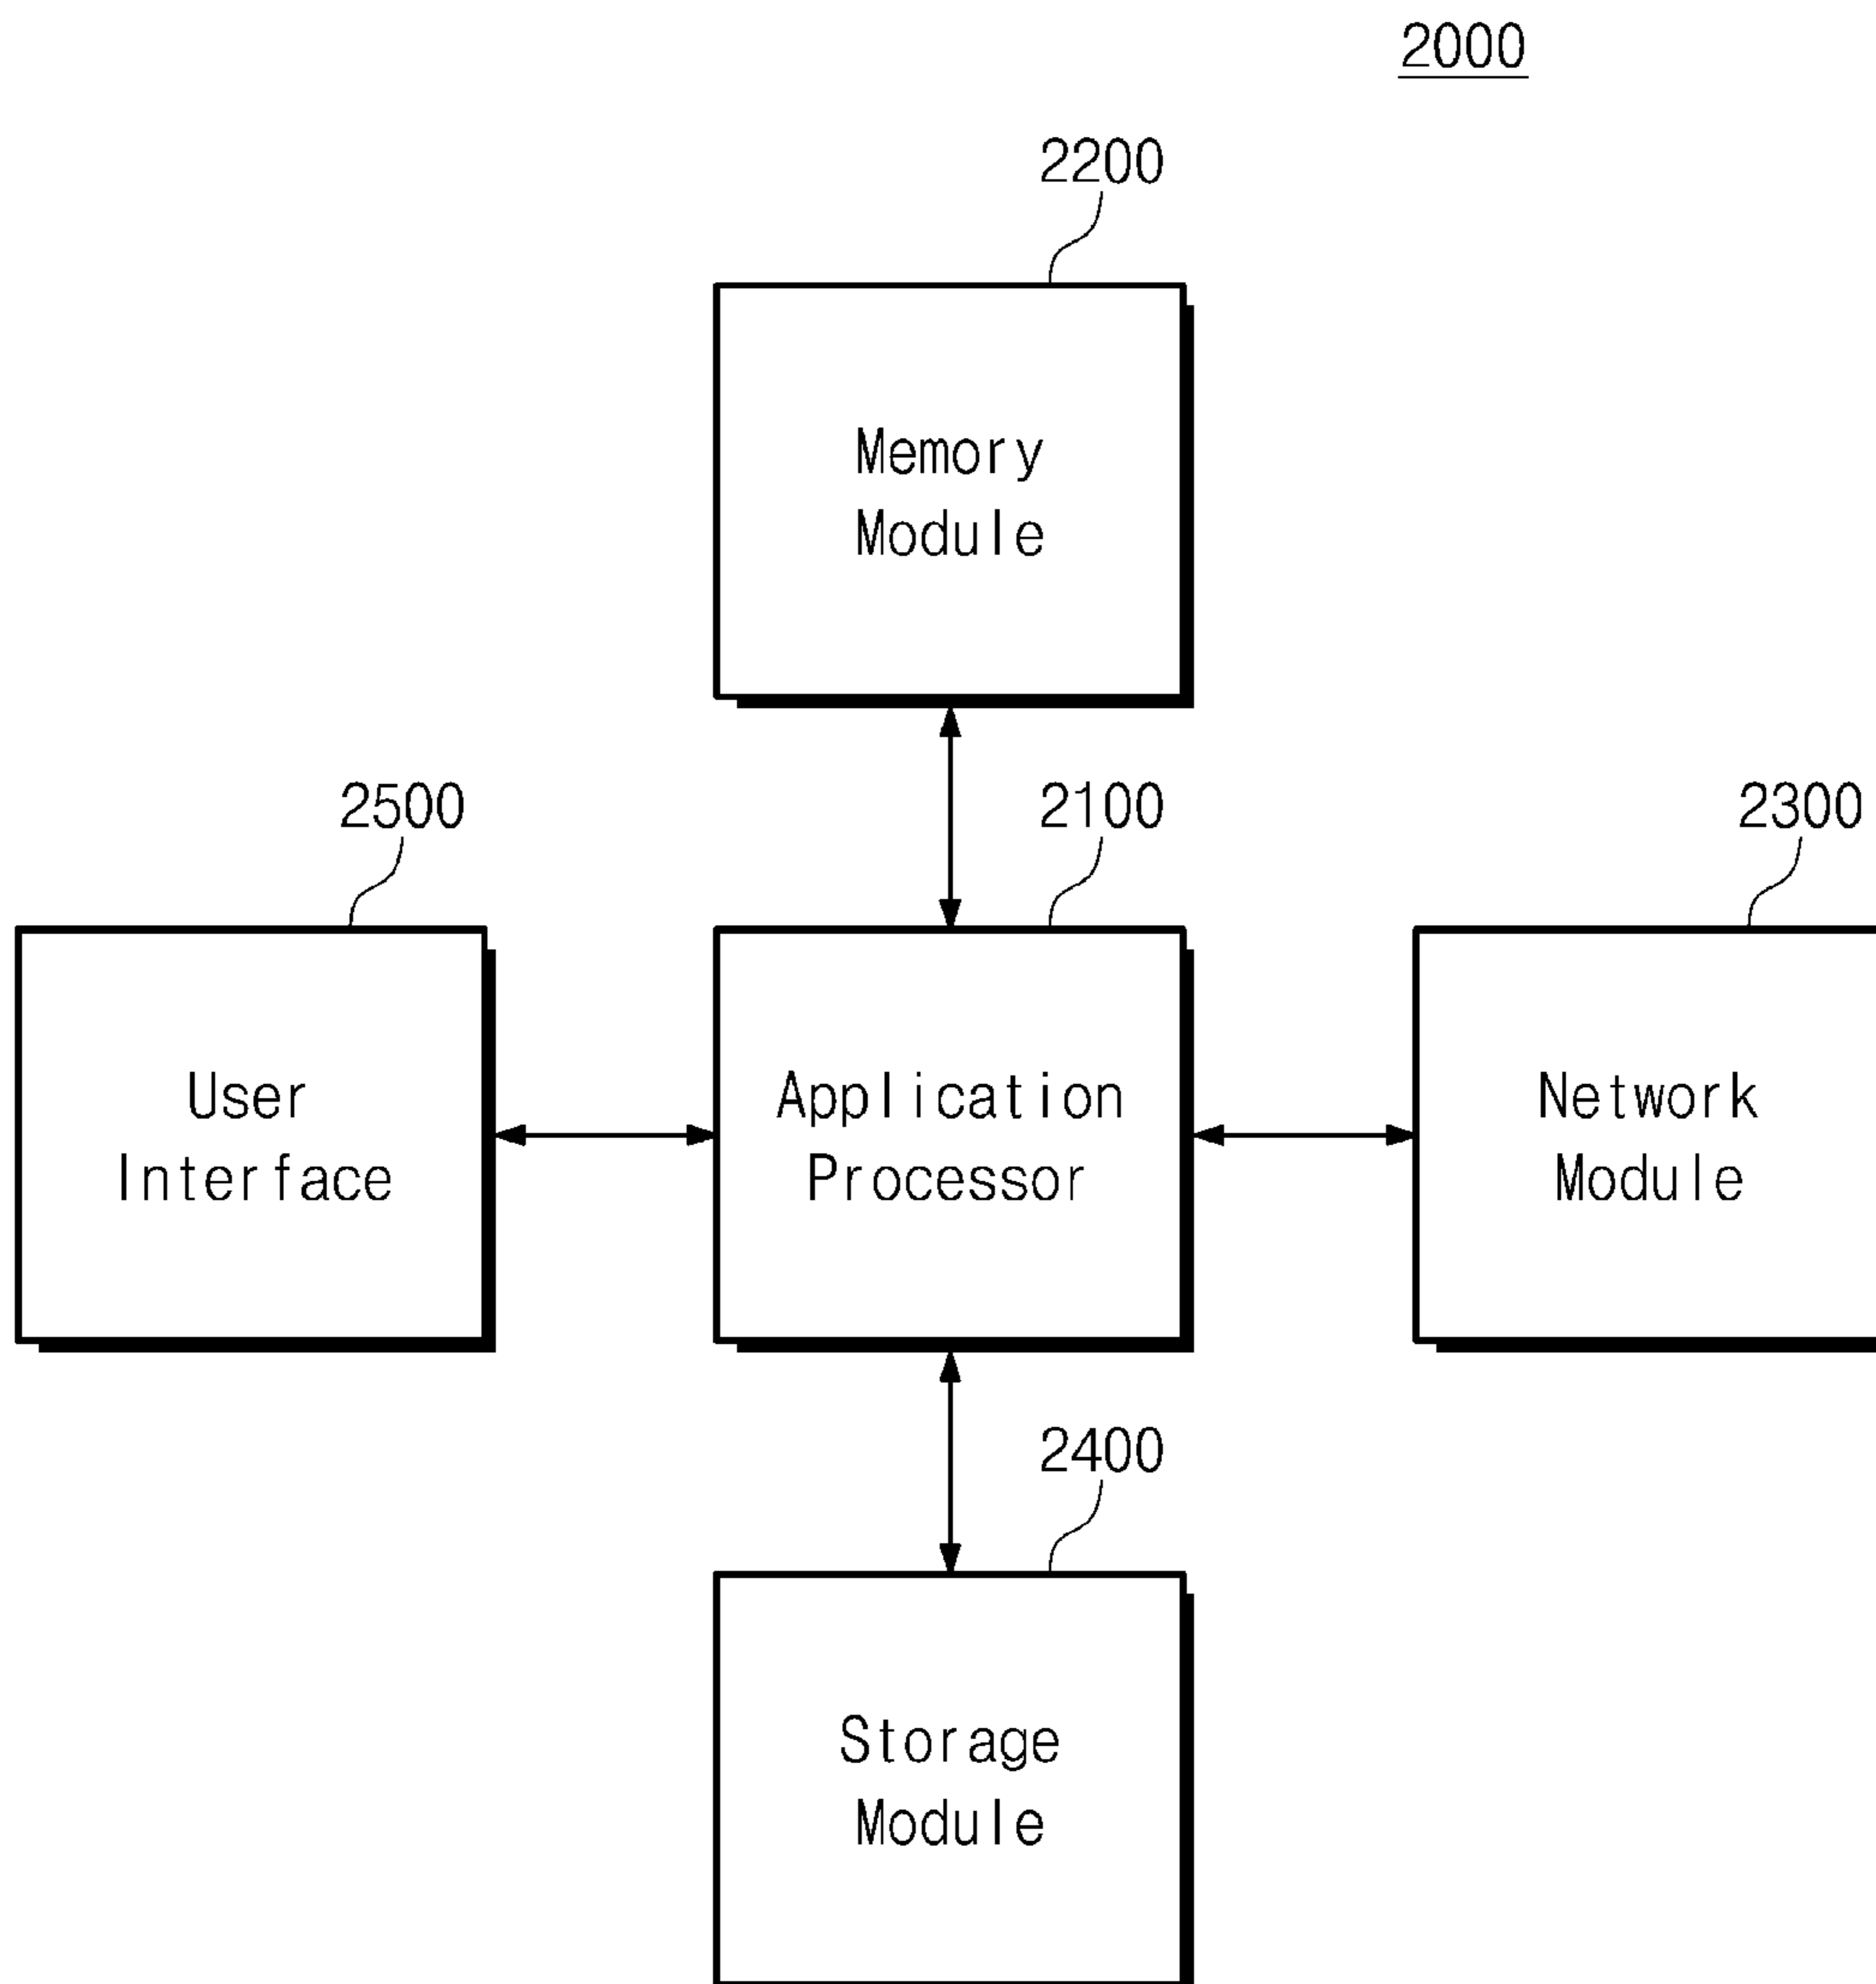 2000
2200
Memory
Module
2500
2100
2300
User
Interface
Application
Processor
Network
Module
2400
Storage
Module